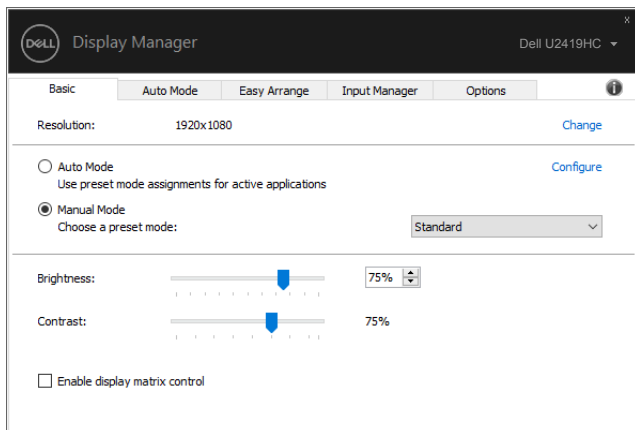 x
DELL Display Manager Dell U2419HC
Basic Auto Mode Easy Arrange Input Manager Options
Resolution: 1920x1080 Change
Auto Mode Configure
Use preset mode assignments for active applications
Manual Mode
Choose a preset mode: Standard
Brightness: 75%
Contrast: 75%
Enable display matrix control